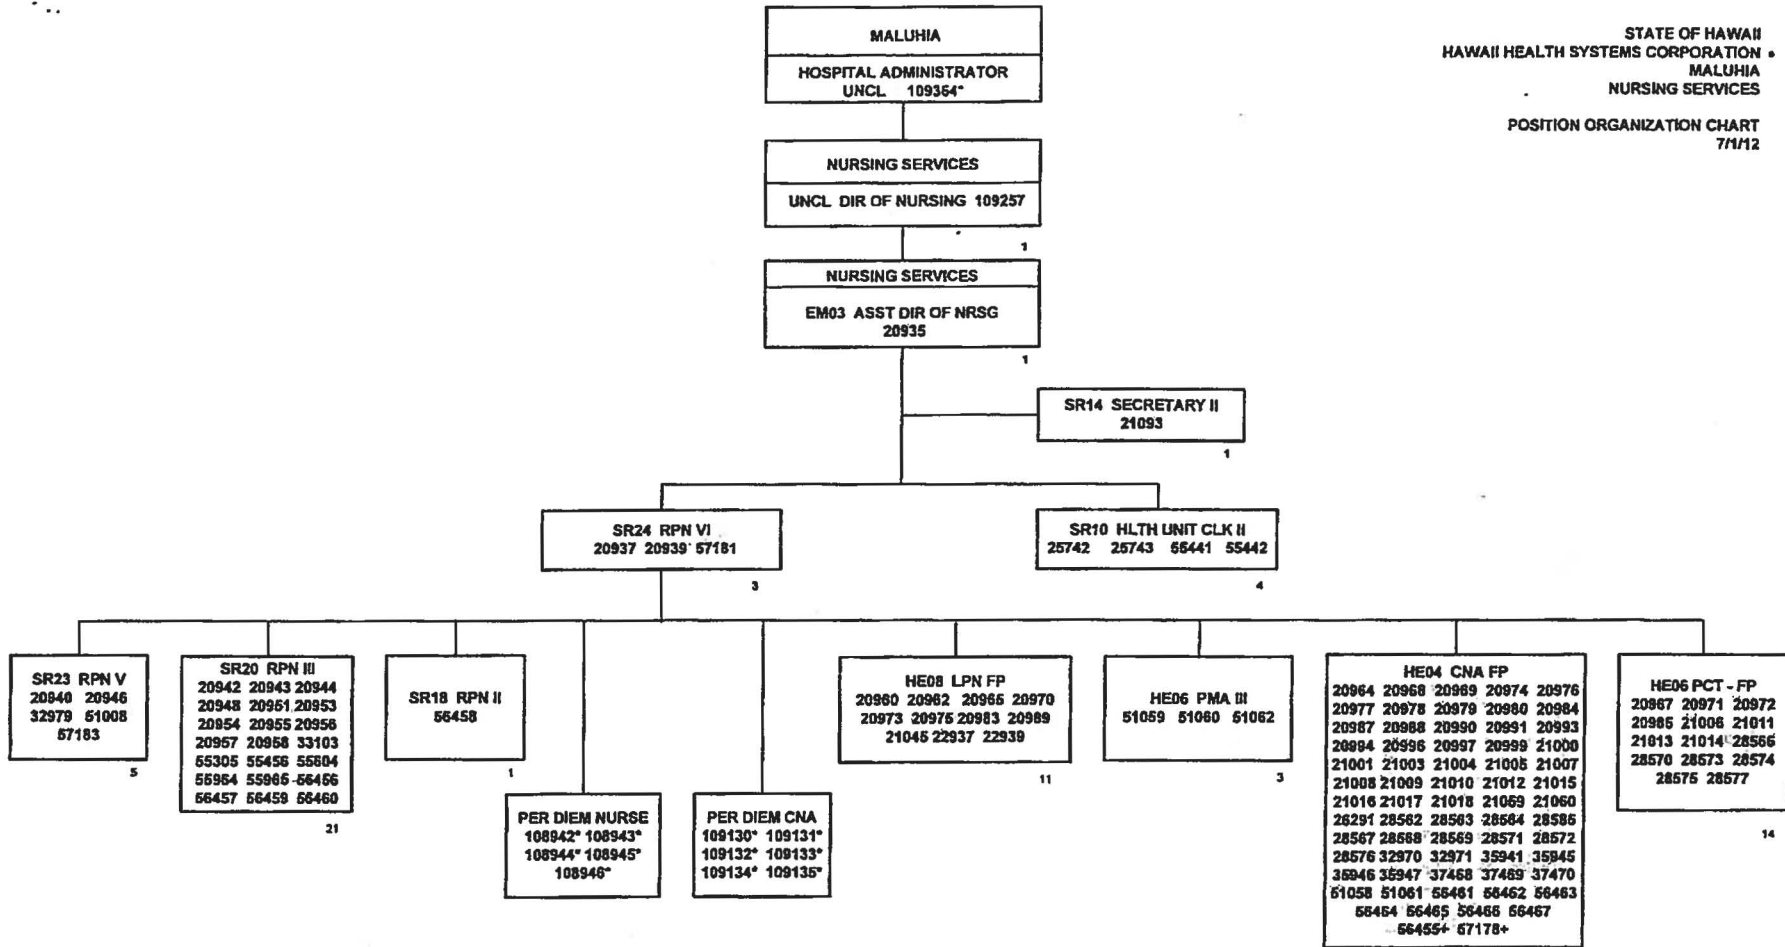 STATE OF HAWAII
HAWAII HEALTH SYSTEMS CORPORATION
MALUHIA
NURSING SERVICES
POSITION ORGANIZATION CHART
7/1/12
MALUHIA
HOSPITAL ADMINISTRATOR
UNCL 109364*
NURSING SERVICES
UNCL DIR OF NURSING 109257
1
NURSING SERVICES
EM03 ASST DIR OF NRSG
20935
1
SR14 SECRETARY II
21093
1
SR24 RPN VI
20937 20939 57181
3
SR10 HLTH UNIT CLK II
25742 25743 55441 55442
4
SR23 RPN V
20940 20946
32979 51008
57183
5
SR20 RPN III
20942 20943 20944
20948 20951 20953
20954 20955 20956
20957 20958 33103
55305 55456 55604
55964 55965 56456
56457 56459 56460
21
SR18 RPN II
56458
1
PER DIEM NURSE
108942* 108943*
108944* 108945*
108946*
PER DIEM CNA
109130* 109131*
109132* 109133*
109134* 109135*
HE08 LPN FP
20960 20962 20965 20970
20973 20975 20983 20989
21045 22937 22939
11
HE06 PMA III
51059 51060 51062
3
HE04 CNA FP
20964 20968 20969 20974 20976
20977 20978 20979 20980 20984
20987 20988 20990 20991 20993
20994 20996 20997 20999 21000
21001 21003 21004 21005 21007
21008 21009 21010 21012 21015
21016 21017 21018 21059 21060
26291 28562 28563 28564 28585
28567 28568 28569 28571 28572
28576 32970 32971 35941 35945
35946 35947 37468 37469 37470
51058 51061 56461 56462 56463
56464 56465 56466 56467
56455+ 57178+
HE06 PCT - FP
20967 20971 20972
20985 21006 21011
21013 21014 28566
28570 28573 28574
28575 28577
14